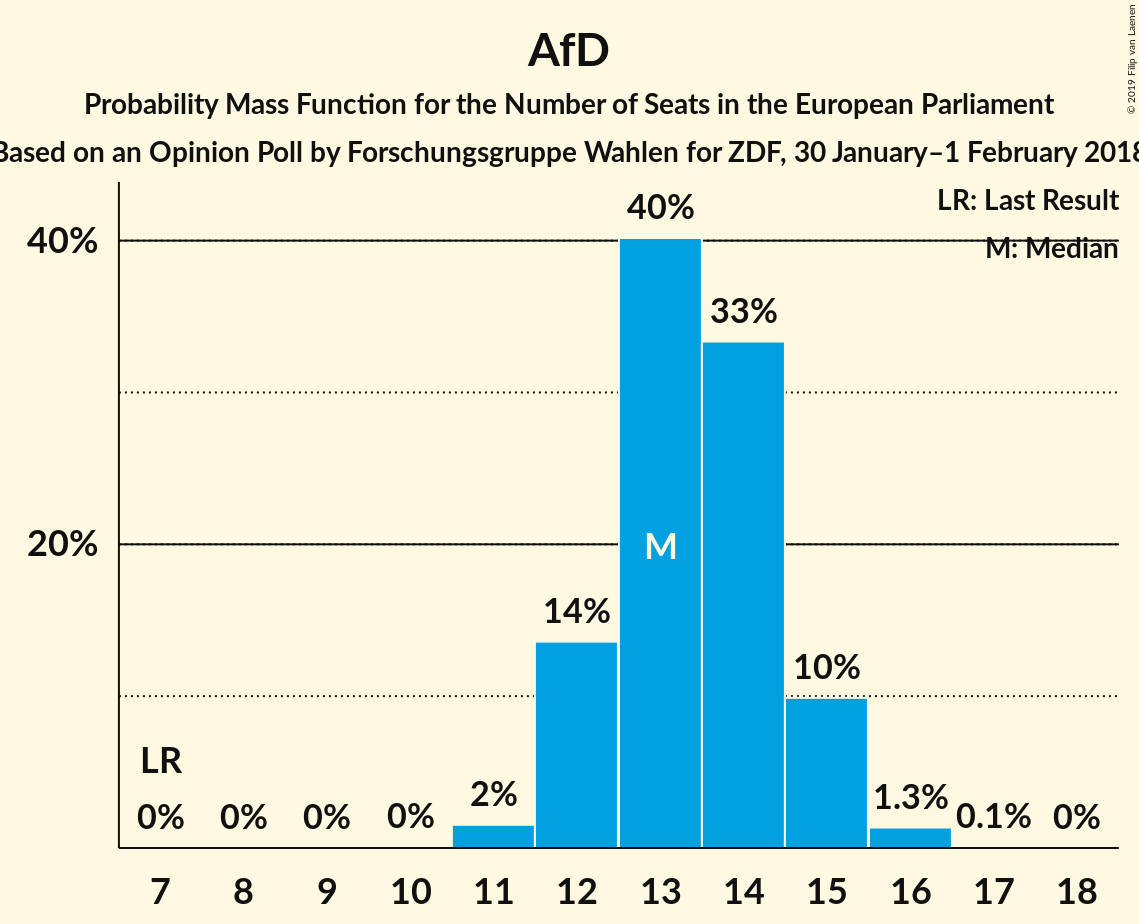 AfD
Probability Mass Function for the Number of Seats in the European Parliament
Based on an Opinion Poll by Forschungsgruppe Wahlen for ZDF, 30 January–1 February 2018
© 2019 Filip van Laenen
LR: Last Result
M: Median
40%
20%
LR
0%
0%
0%
0%
2%
14%
40%
M
33%
10%
1.3%
0.1%
0%
7 8 9 10 11 12 13 14 15 16 17 18